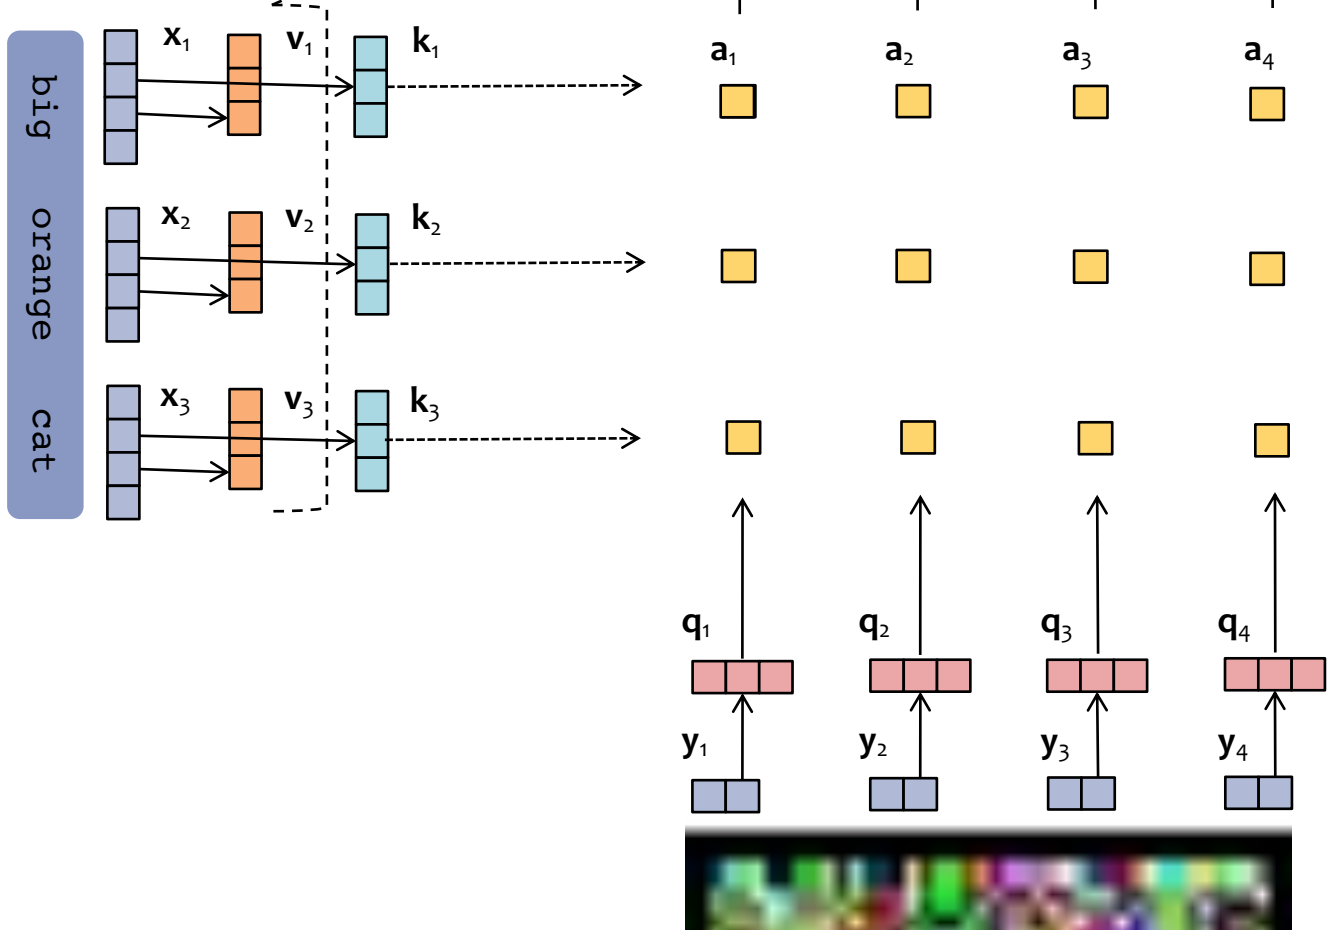 big
orange
cat
x1 v1 k1
x2 v2 k2
x3 v3 k3
a1 a2 a3 a4
q1 q2 q3 q4
y1 y2 y3 y4